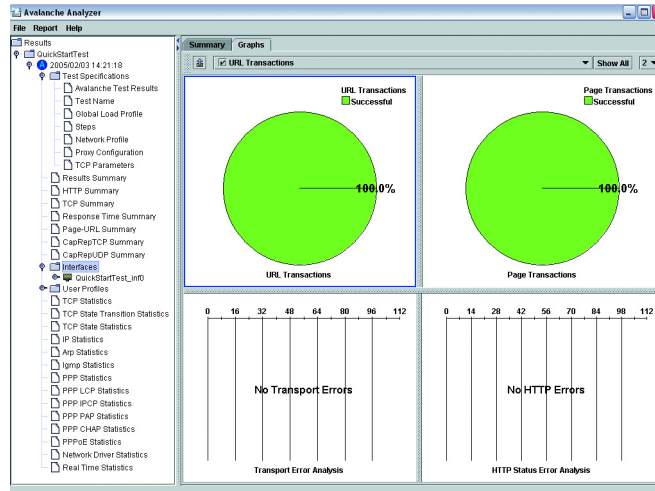 Avalanche Analyzer
File Report Help
Results
QuickStartTest
2005/02/03 14:21:18
Test Specifications
Avalanche Test Results
Test Name
Global Load Profile
Steps
Network Profile
Proxy Configuration
TCP Parameters
Results Summary
HTTP Summary
TCP Summary
Response Time Summary
Page-URL Summary
CapRepTCP Summary
CapRepUDP Summary
Interfaces
QuickStartTest_inf0
User Profiles
TCP Statistics
TCP State Transition Statistics
TCP State Statistics
IP Statistics
Arp Statistics
Igmp Statistics
PPP Statistics
PPP LCP Statistics
PPP IPCP Statistics
PPP PAP Statistics
PPP CHAP Statistics
PPPoE Statistics
Network Driver Statistics
Real Time Statistics
Summary Graphs
URL Transactions Show All 2
URL Transactions
Successful
100.0%
URL Transactions
Page Transactions
Successful
100.0%
Page Transactions
0 16 32 48 64 80 96 112
No Transport Errors
Transport Error Analysis
0 14 28 42 56 70 84 98 112
No HTTP Errors
HTTP Status Error Analysis